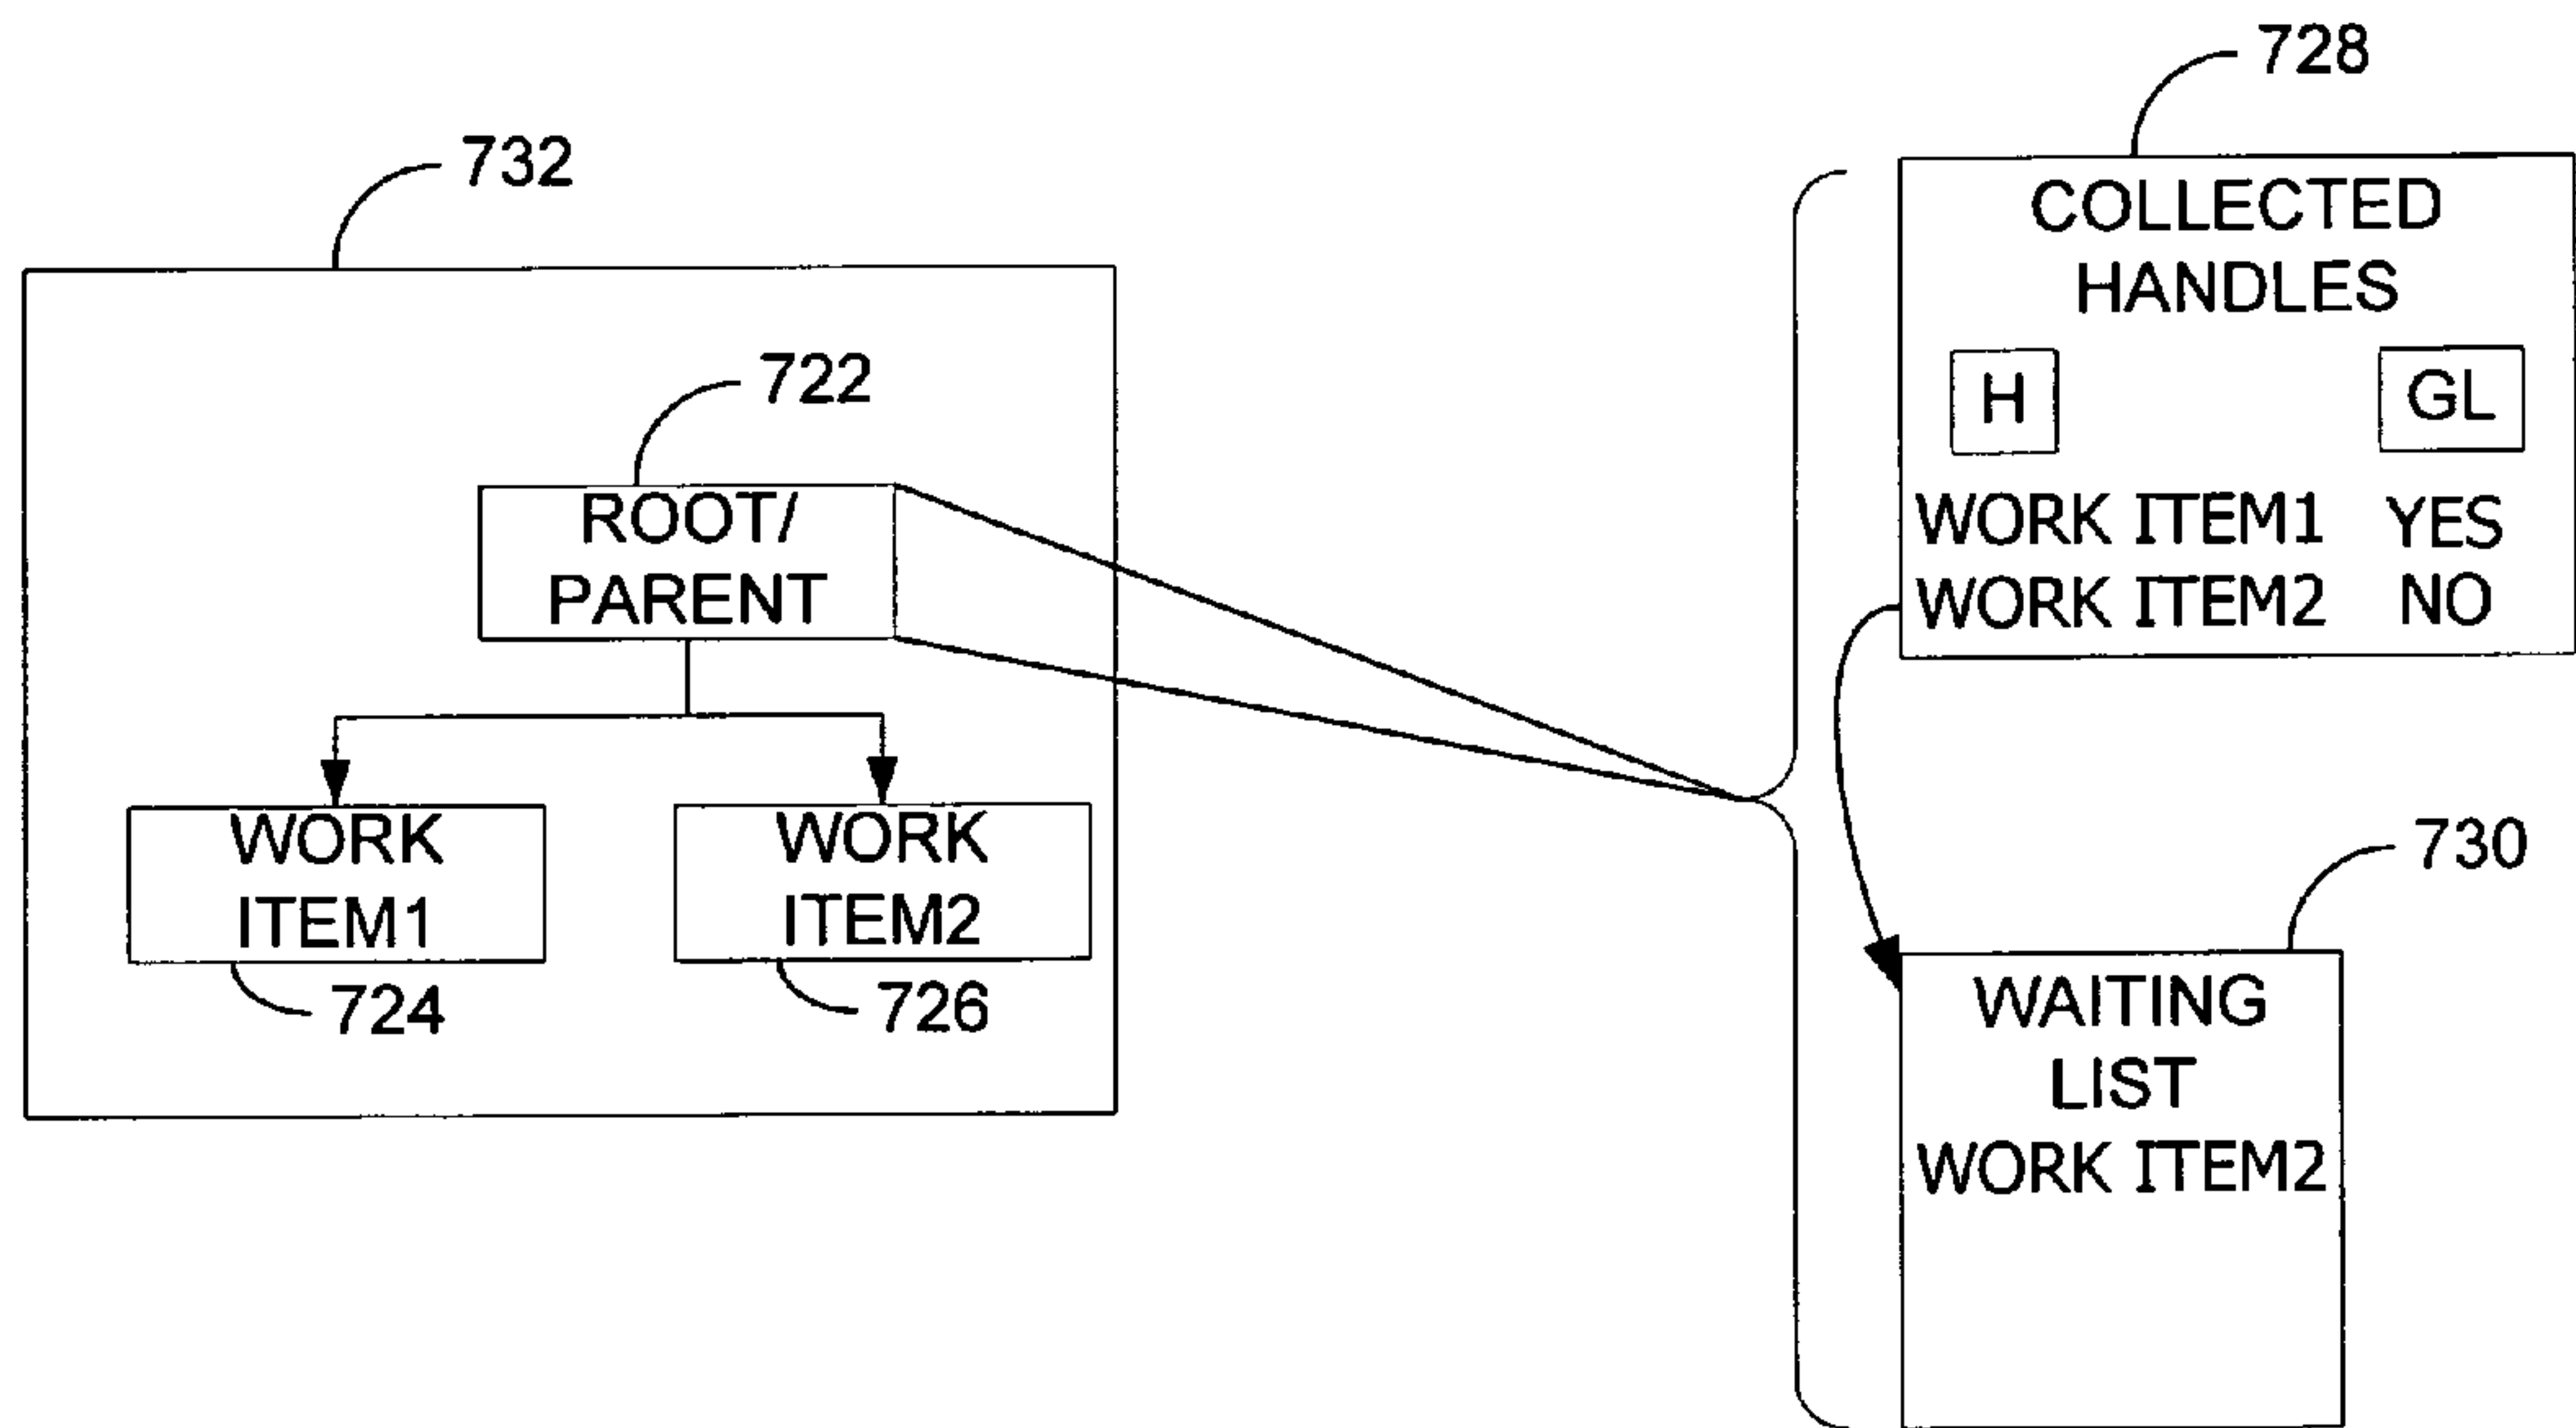 732
722
ROOT/
PARENT
WORK
ITEM1
724
WORK
ITEM2
726
728
COLLECTED
HANDLES
H GL
WORK ITEM1 YES
WORK ITEM2 NO
730
WAITING
LIST
WORK ITEM2